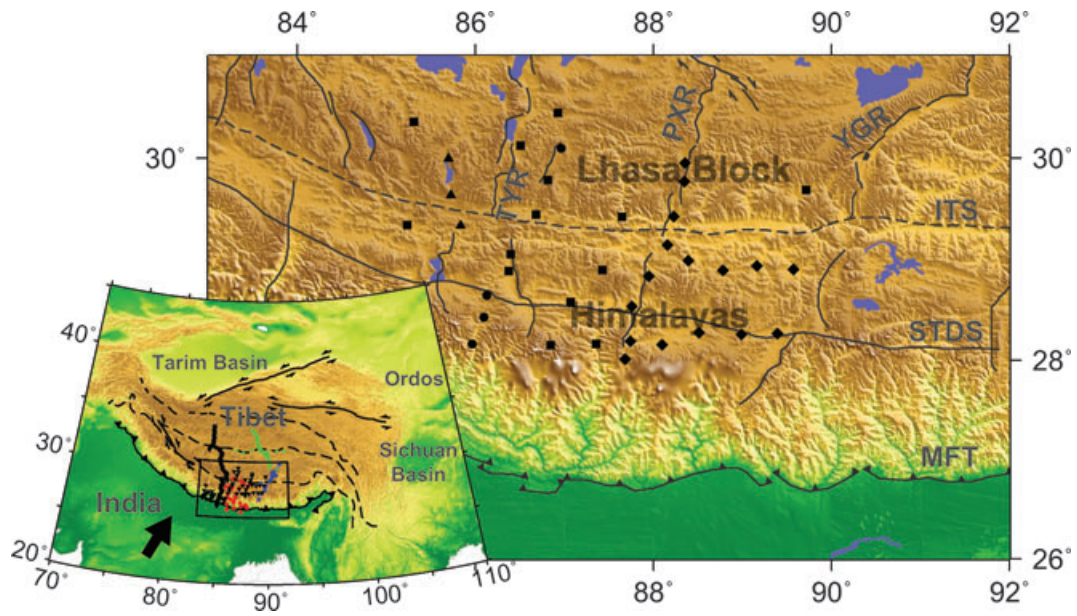 84° 86° 88° 90° 92°
30° 30°
PXR
YGR
Lhasa Block
TYR
ITS
Himalayas
STDS
28°
MFT
26°
88° 90° 92°
40°
Tarim Basin
Ordos
Tibet
30°
Sichuan
Basin
India
20°
70° 80° 90° 100° 110°